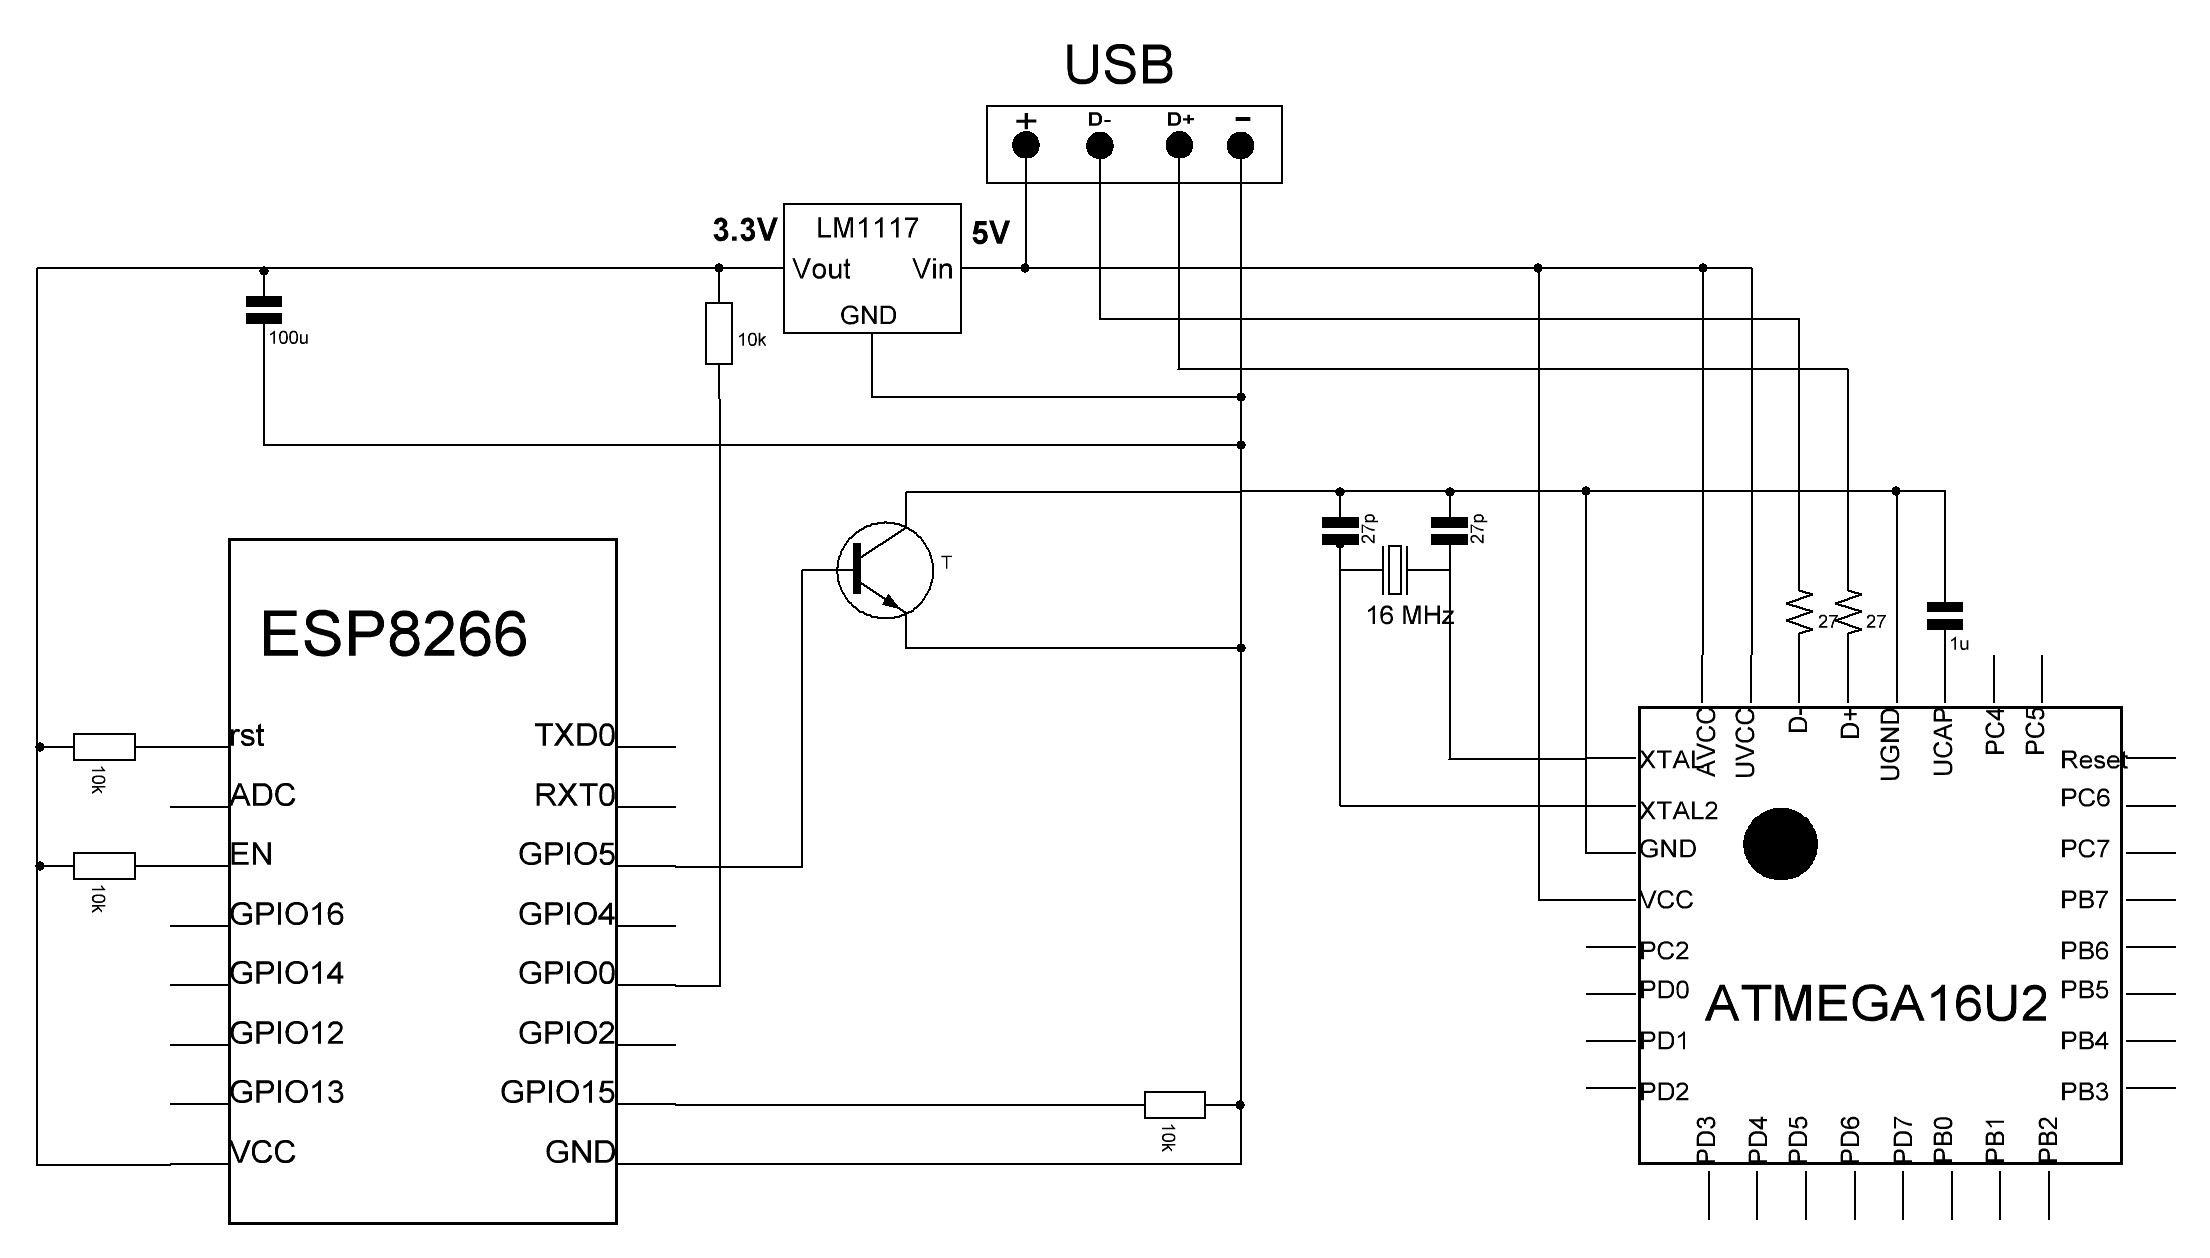 USB
+ D- D+ -
3.3V
LM1117
5V
Vout Vin
GND
100u
10k
27p
27p
T
16 MHz
27
27
1u
ESP8266
rst
10k
ADC
EN
10k
GPIO16
GPIO14
GPIO12
GPIO13
VCC
TXD0
RXT0
GPIO5
GPIO4
GPIO0
GPIO2
GPIO15
GND
10k
AVCC
UVCC
D-
D+
UGND
UCAP
PC4
PC5
XTAL
XTAL2
GND
VCC
PC2
PD0
PD1
PD2
ATMEGA16U2
Reset
PC6
PC7
PB7
PB6
PB5
PB4
PB3
PD3
PD4
PD5
PD6
PD7
PB0
PB1
PB2